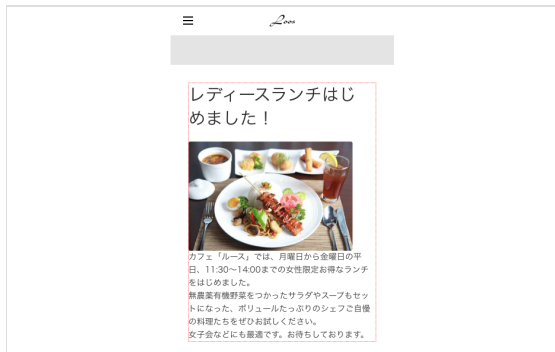 Loos
レディースランチはじ
めました！
カフェ「ルース」では、月曜日から金曜日の平
日、11:30〜14:00までの女性限定お得なランチ
をはじめました。
無農薬有機野菜をつかったサラダやスープもセッ
トになった、ボリュールたっぷりのシェフご自慢
の料理たちをぜひお試しください。
女子会などにも最適です。お待ちしております。